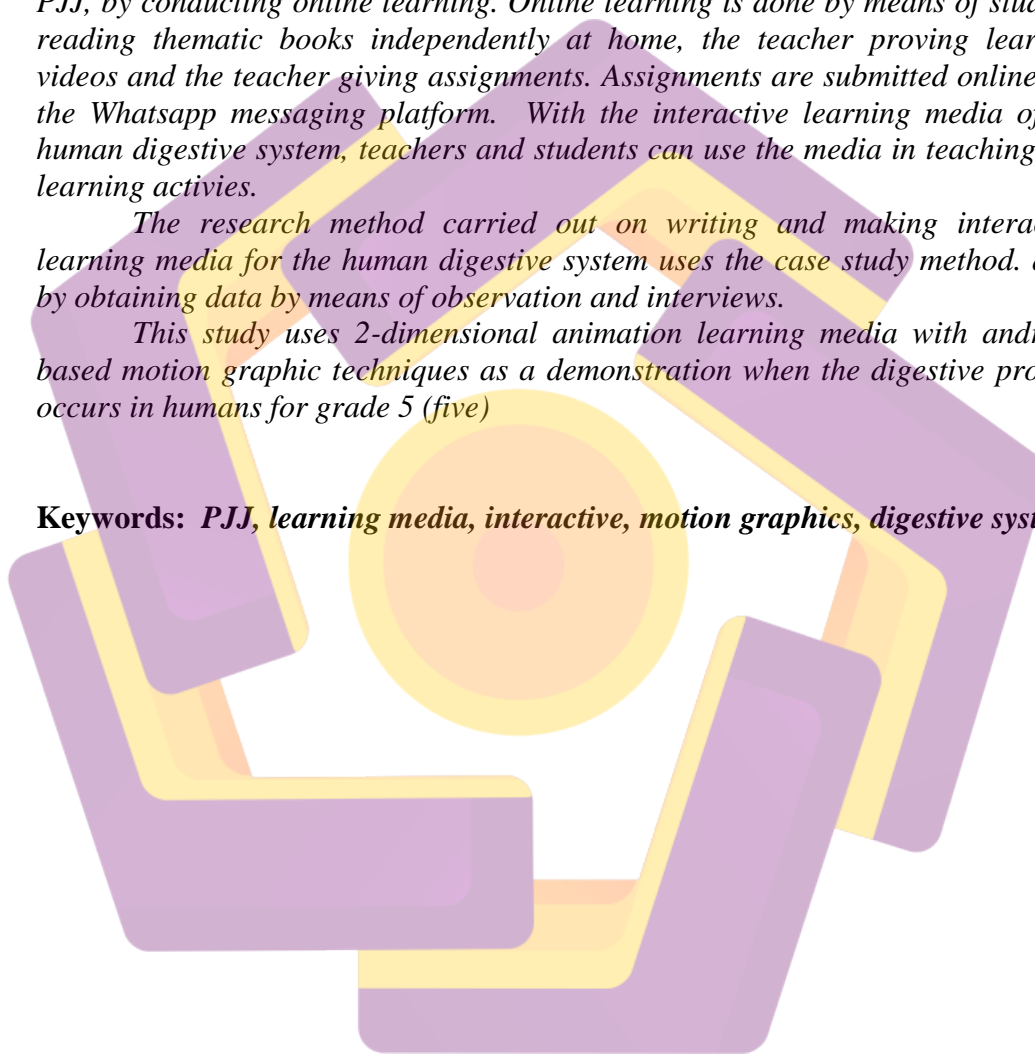 PJJ, by conducting online learning. Online learning is done by means of
reading thematic books independently at home, the teacher proving
videos and the teacher giving assignments. Assignments are submitted online
the Whatsapp messaging platform. With the interactive learning media
human digestive system, teachers and students can use the media in teaching
learning activies.
The research method carried out on writing and making
learning media for the human digestive system uses the case study method.
by obtaining data by means of observation and interviews.
This study uses 2-dimensional animation learning media with
based motion graphic techniques as a demonstration when the digestive
occurs in humans for grade 5 (five)
Keywords: PJJ, learning media, interactive, motion graphics, digestive